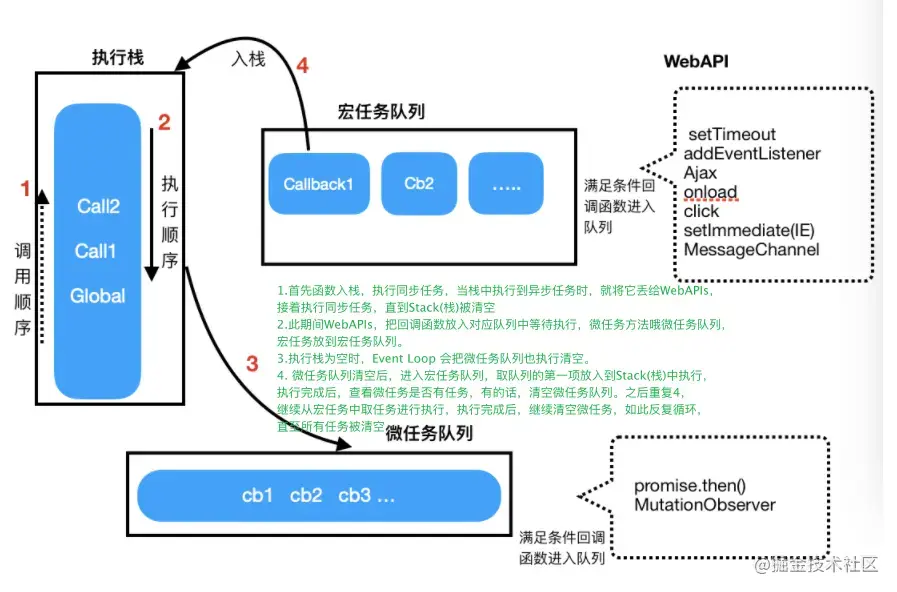 执行栈
入栈
4
WebAPI
宏任务队列
1
2
调用顺序
执行顺序
Call2
Call1
Global
Callback1
Cb2
.....
满足条件回
调函数进入
队列
setTimeout
addEventListener
Ajax
onload
click
setImmediate(IE)
MessageChannel
1.首先函数入栈，执行同步任务，当栈中执行到异步任务时，就将它丢给WebAPIs，
接着执行同步任务，直到Stack(栈)被清空
2.此期间WebAPIs，把回调函数放入对应队列中等待执行，微任务方法哦微任务队列，
宏任务放到宏任务队列。
3.执行栈为空时，Event Loop 会把微任务队列也执行清空。
4. 微任务队列清空后，进入宏任务队列，取队列的第一项放入到Stack(栈)中执行，
执行完成后，查看微任务是否有任务，有的话，清空微任务队列。之后重复4，
继续从宏任务中取任务进行执行，执行完成后，继续清空微任务，如此反复循环，
直至所有任务被清空
3
微任务队列
cb1 cb2 cb3 ...
满足条件回调
函数进入队列
promise.then()
MutationObserver
@掘金技术社区